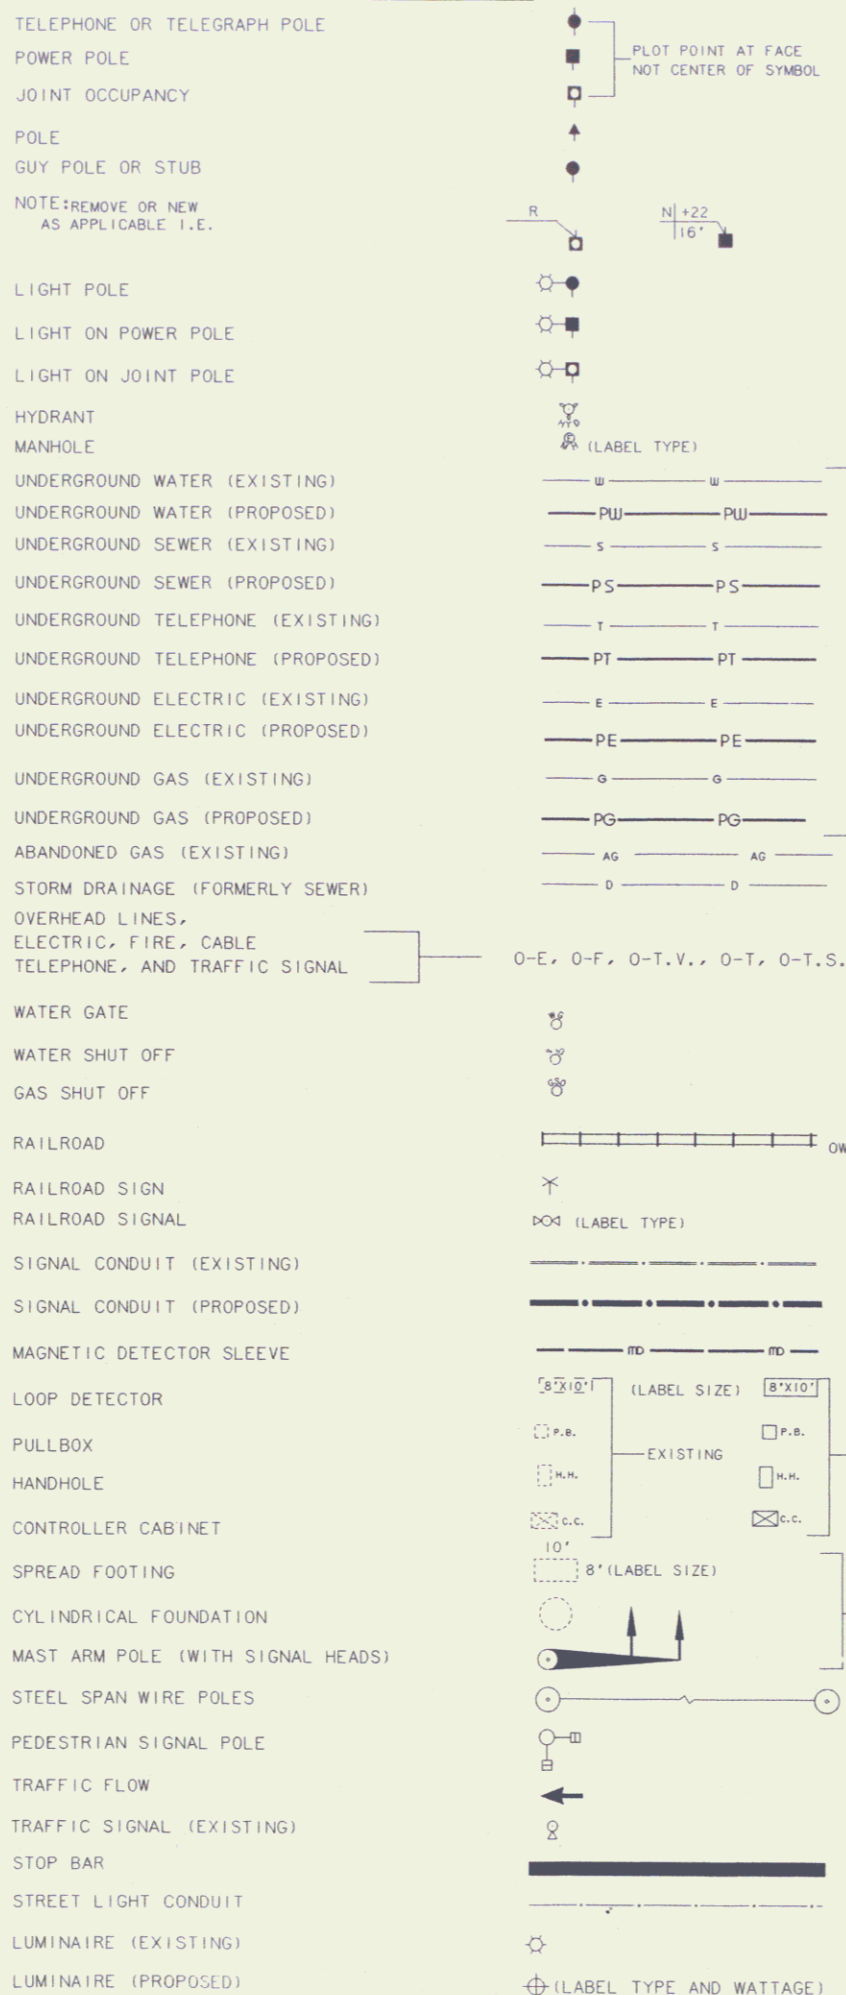 TELEPHONE OR TELEGRAPH POLE
POWER POLE
PLOT POINT AT FACE
NOT CENTER OF SYMBOL
JOINT OCCUPANCY
POLE
GUY POLE OR STUB
NOTE: REMOVE OR NEW
AS APPLICABLE I.E.
R
N +22
16'
LIGHT POLE
LIGHT ON POWER POLE
LIGHT ON JOINT POLE
HYDRANT
HYD
MANHOLE (LABEL TYPE)
UNDERGROUND WATER (EXISTING) W W
UNDERGROUND WATER (PROPOSED) PW PW
UNDERGROUND SEWER (EXISTING) S S
UNDERGROUND SEWER (PROPOSED) PS PS
UNDERGROUND TELEPHONE (EXISTING) T T
UNDERGROUND TELEPHONE (PROPOSED) PT PT
UNDERGROUND ELECTRIC (EXISTING) E E
UNDERGROUND ELECTRIC (PROPOSED) PE PE
UNDERGROUND GAS (EXISTING) G G
UNDERGROUND GAS (PROPOSED) PG PG
ABANDONED GAS (EXISTING) AG AG
STORM DRAINAGE (FORMERLY SEWER) D D
OVERHEAD LINES,
ELECTRIC, FIRE, CABLE
TELEPHONE, AND TRAFFIC SIGNAL O-E, O-F, O-T.V., O-T, O-T.S.
WATER GATE
WATER SHUT OFF
GAS SHUT OFF
RAILROAD OW
RAILROAD SIGN
RAILROAD SIGNAL (LABEL TYPE)
SIGNAL CONDUIT (EXISTING)
SIGNAL CONDUIT (PROPOSED)
MAGNETIC DETECTOR SLEEVE MD MD
LOOP DETECTOR 8'X10' (LABEL SIZE) 8'X10'
PULLBOX P.B. P.B.
EXISTING
HANDHOLE H.H. H.H.
CONTROLLER CABINET C.C. C.C.
10'
SPREAD FOOTING 8' (LABEL SIZE)
CYLINDRICAL FOUNDATION
MAST ARM POLE (WITH SIGNAL HEADS)
STEEL SPAN WIRE POLES
PEDESTRIAN SIGNAL POLE
TRAFFIC FLOW
TRAFFIC SIGNAL (EXISTING)
STOP BAR
STREET LIGHT CONDUIT
LUMINAIRE (EXISTING)
LUMINAIRE (PROPOSED) (LABEL TYPE AND WATTAGE)